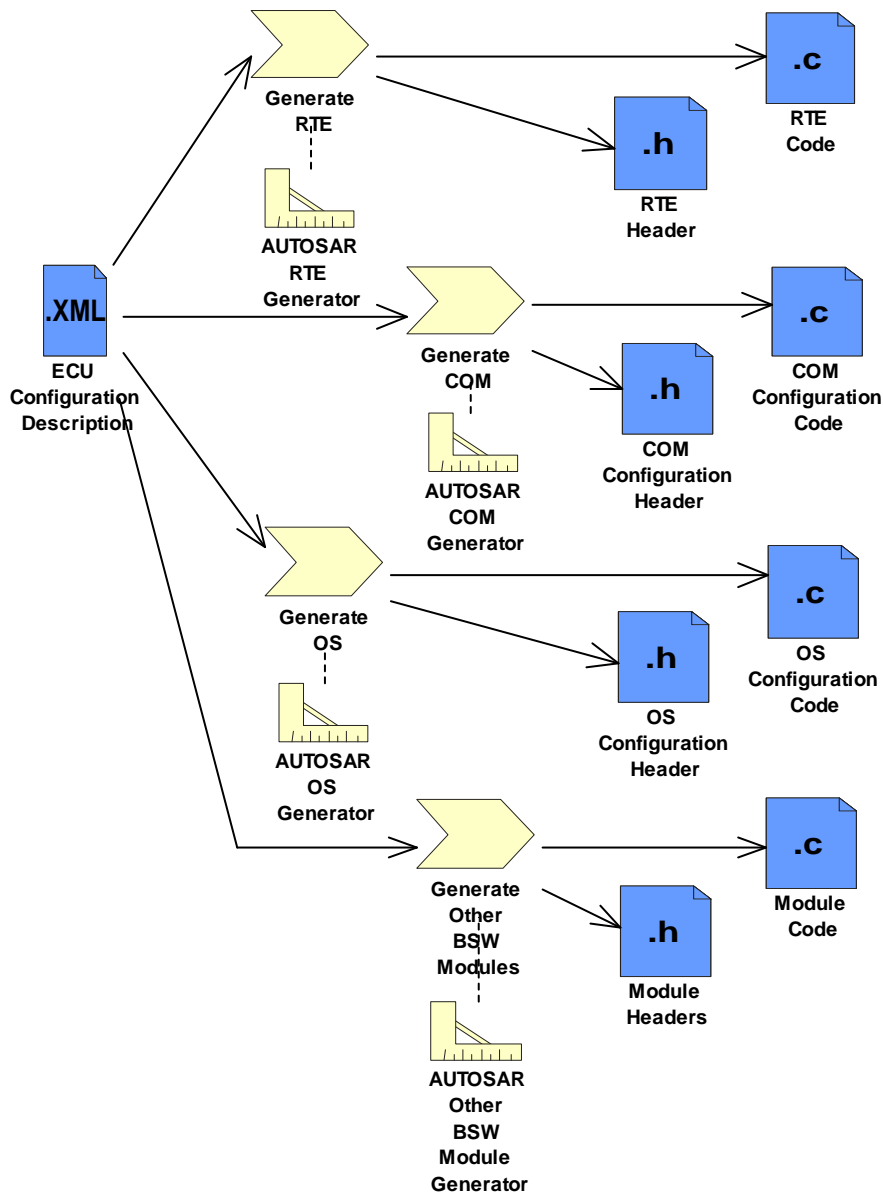 .c
Generate
RTE
RTE
Code
.h
RTE
Header
AUTOSAR
RTE
Generator
.XML
ECU
Configuration
Description
Generate
COM
.c
COM
Configuration
Code
.h
COM
Configuration
Header
AUTOSAR
COM
Generator
Generate
OS
.c
OS
Configuration
Code
.h
OS
Configuration
Header
AUTOSAR
OS
Generator
Generate
Other
BSW
Modules
.c
Module
Code
.h
Module
Headers
AUTOSAR
Other
BSW
Module
Generator